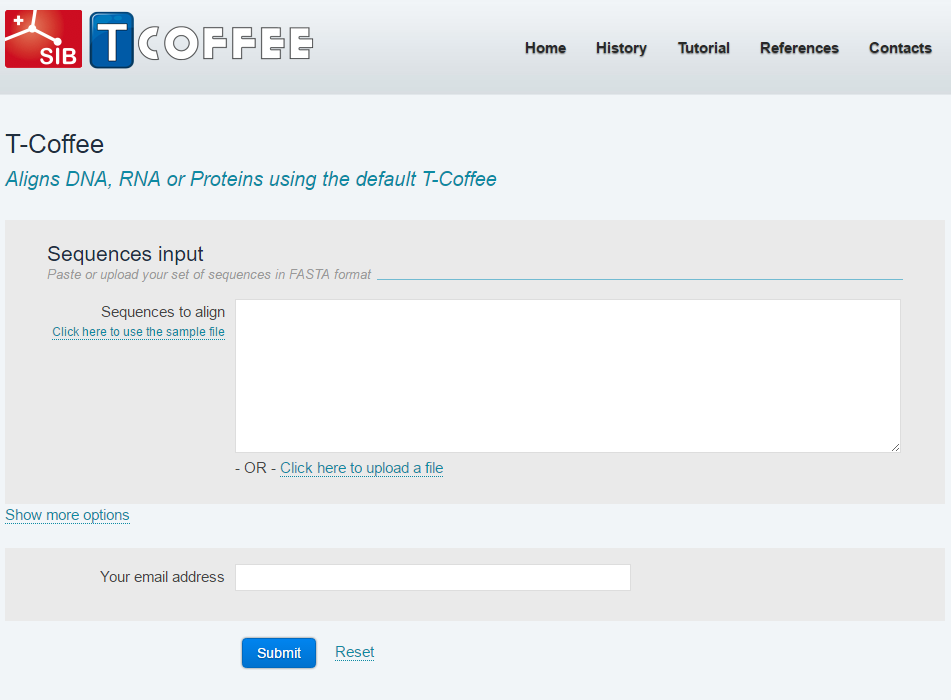 SIB T COFFEE
Home History Tutorial References Contacts
T-Coffee
Aligns DNA, RNA or Proteins using the default T-Coffee
Sequences input
Paste or upload your set of sequences in FASTA format
Sequences to align
Click here to use the sample file
- OR - Click here to upload a file
Show more options
Your email address
Submit Reset